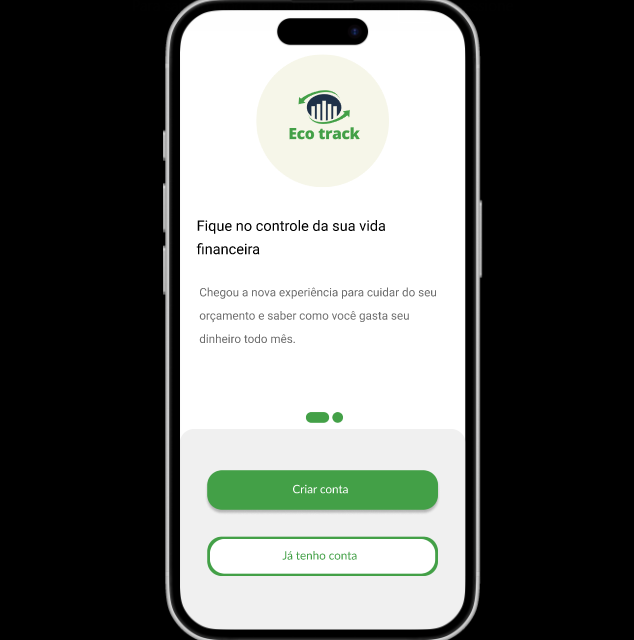 Eco track
Fique no controle da sua vida
financeira
Chegou a nova experiência para cuidar do seu
orçamento e saber como você gasta seu
dinheiro todo mês.
Criar conta
Já tenho conta